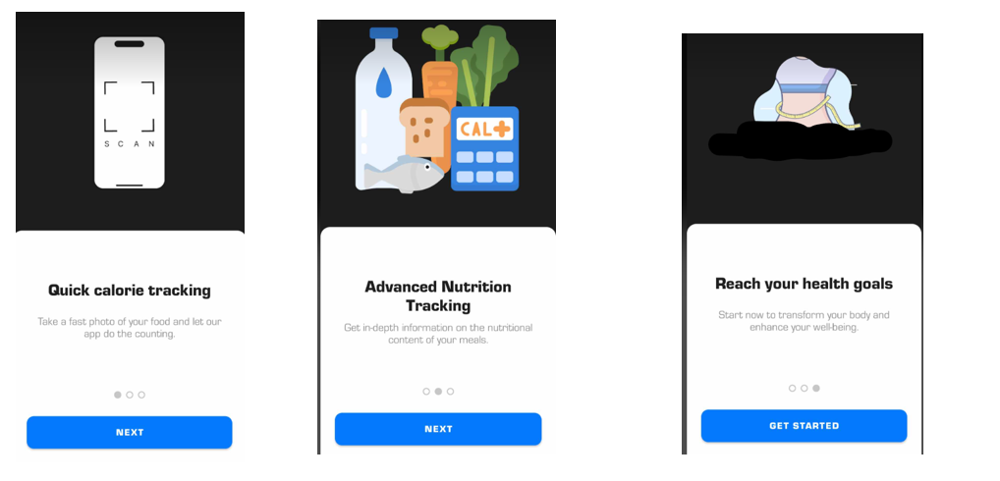 S C A N
Quick calorie tracking
Take a fast photo of your food and let our
app do the counting.
NEXT
CAL+
Advanced Nutrition
Tracking
Get in-depth information on the nutritional
content of your meals.
NEXT
Reach your health goals
Start now to transform your body and
enhance your well-being.
GET STARTED